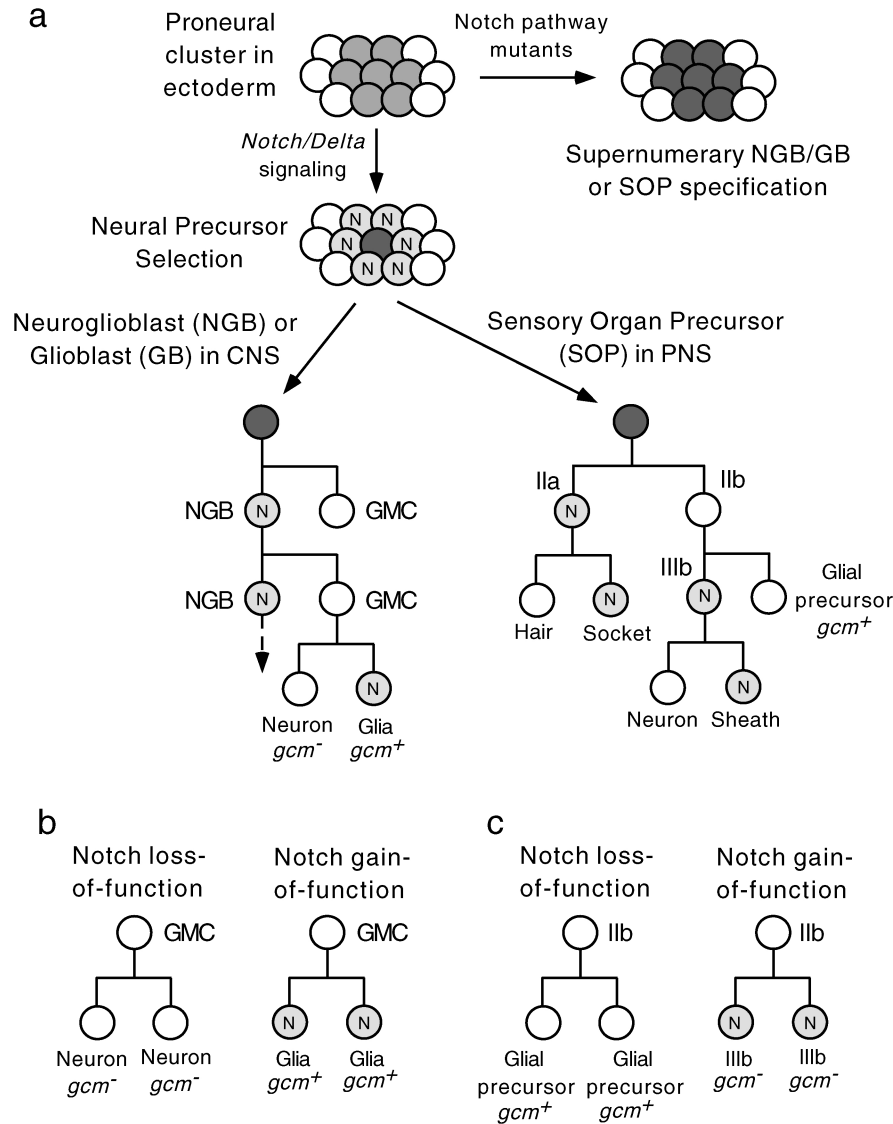 a
Proneural
cluster in
ectoderm
Notch pathway
mutants
Notch/Delta
signaling
Supernumerary NGB/GB
or SOP specification
Neural Precursor
Selection
N N
N N
N N
Neuroglioblast (NGB) or
Glioblast (GB) in CNS
Sensory Organ Precursor
(SOP) in PNS
NGB N GMC
NGB N GMC
N
Neuron
gcm-
Glia
gcm+
IIa
N
IIb
Hair
N
Socket
IIIb
N
Glial
precursor
gcm+
Neuron
N
Sheath
b
Notch loss-
of-function
GMC
Neuron
gcm-
Neuron
gcm-
Notch gain-
of-function
GMC
N N
Glia
gcm+
Glia
gcm+
c
Notch loss-
of-function
IIb
Glial
precursor
gcm+
Glial
precursor
gcm+
Notch gain-
of-function
IIb
N N
IIIb
gcm-
IIIb
gcm-